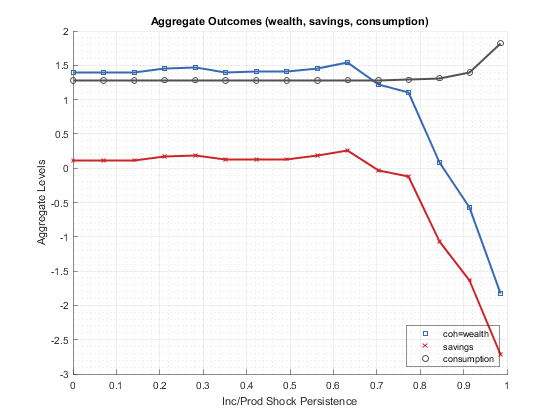 Aggregate Outcomes (wealth, savings, consumption)
2
1.5
1
0.5
0
-0.5
-1
-1.5
-2
-2.5
-3
Aggregate Levels
coh=wealth
savings
consumption
0 0.1 0.2 0.3 0.4 0.5 0.6 0.7 0.8 0.9 1
Inc/Prod Shock Persistence